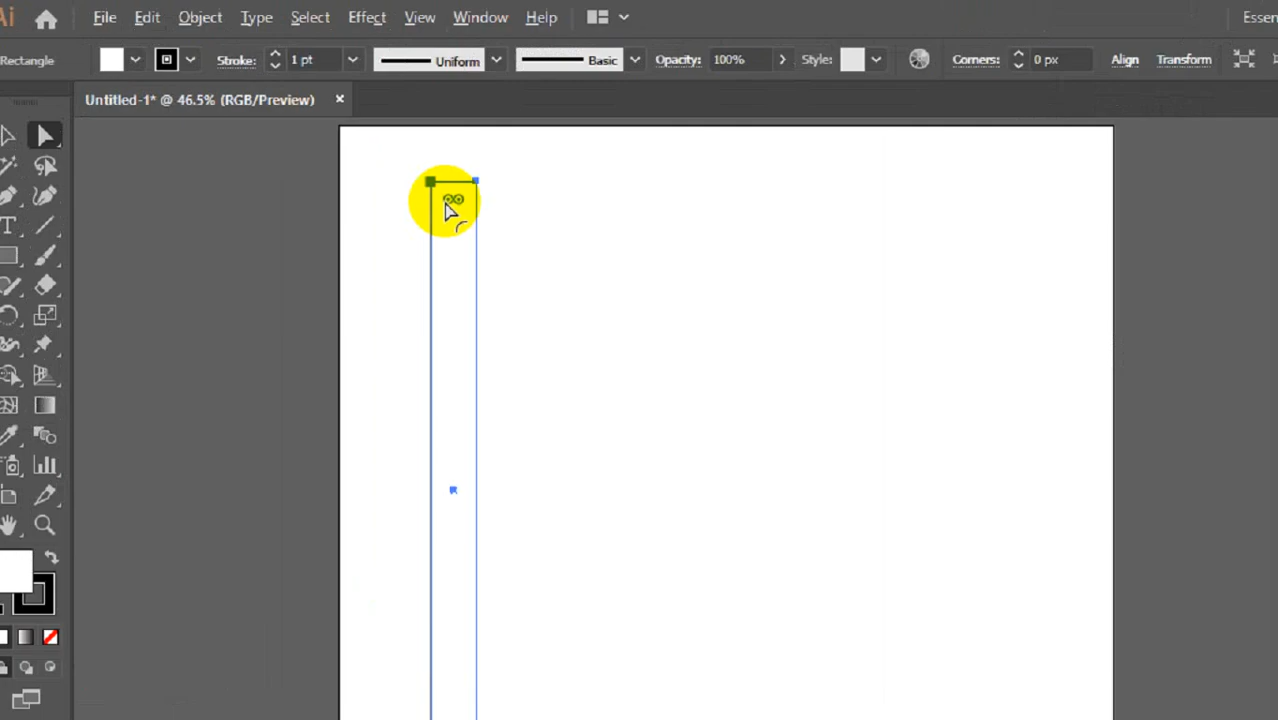 Ai File Edit Object Type Select Effect View Window Help Essen
Rectangle Stroke: 1 pt Uniform Basic Opacity: 100% Style: Corners: 0 px Align Transform
Untitled-1* @ 46.5% (RGB/Preview) ×